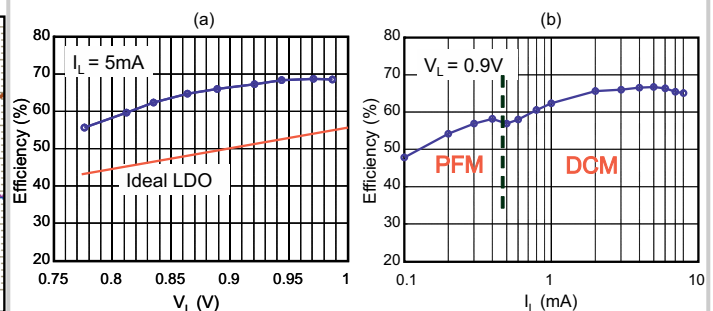 (a)
80
70
60
50
40
30
20
Efficiency (%)
I_L = 5mA
Ideal LDO
0.75 0.8 0.85 0.9 0.95 1
V_L (V)
(b)
80
70
60
50
40
30
20
Efficiency (%)
V_L = 0.9V
PFM DCM
0.1 1 10
I_L (mA)